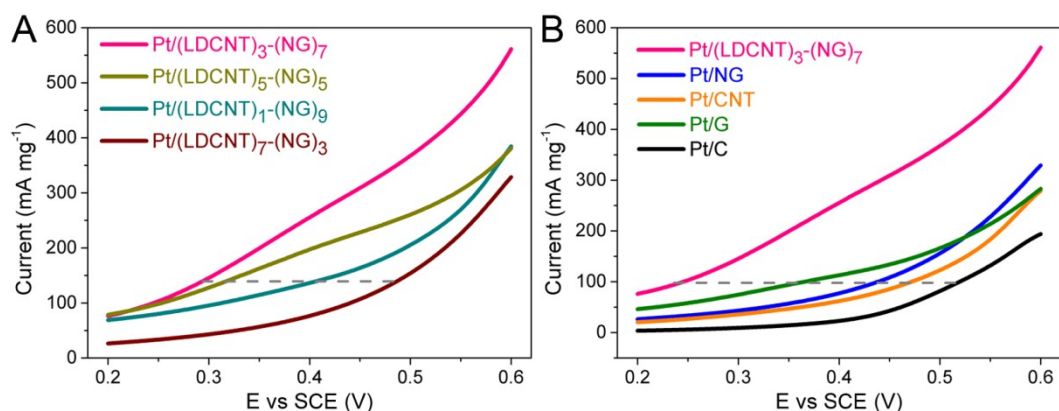 A
Pt/(LDCNT)₃-(NG)₇
Pt/(LDCNT)₅-(NG)₅
Pt/(LDCNT)₁-(NG)₉
Pt/(LDCNT)₇-(NG)₃
600
500
400
300
200
100
0
Current (mA mg⁻¹)
0.2 0.3 0.4 0.5 0.6
E vs SCE (V)
B
Pt/(LDCNT)₃-(NG)₇
Pt/NG
Pt/CNT
Pt/G
Pt/C
600
500
400
300
200
100
0
Current (mA mg⁻¹)
0.2 0.3 0.4 0.5 0.6
E vs SCE (V)